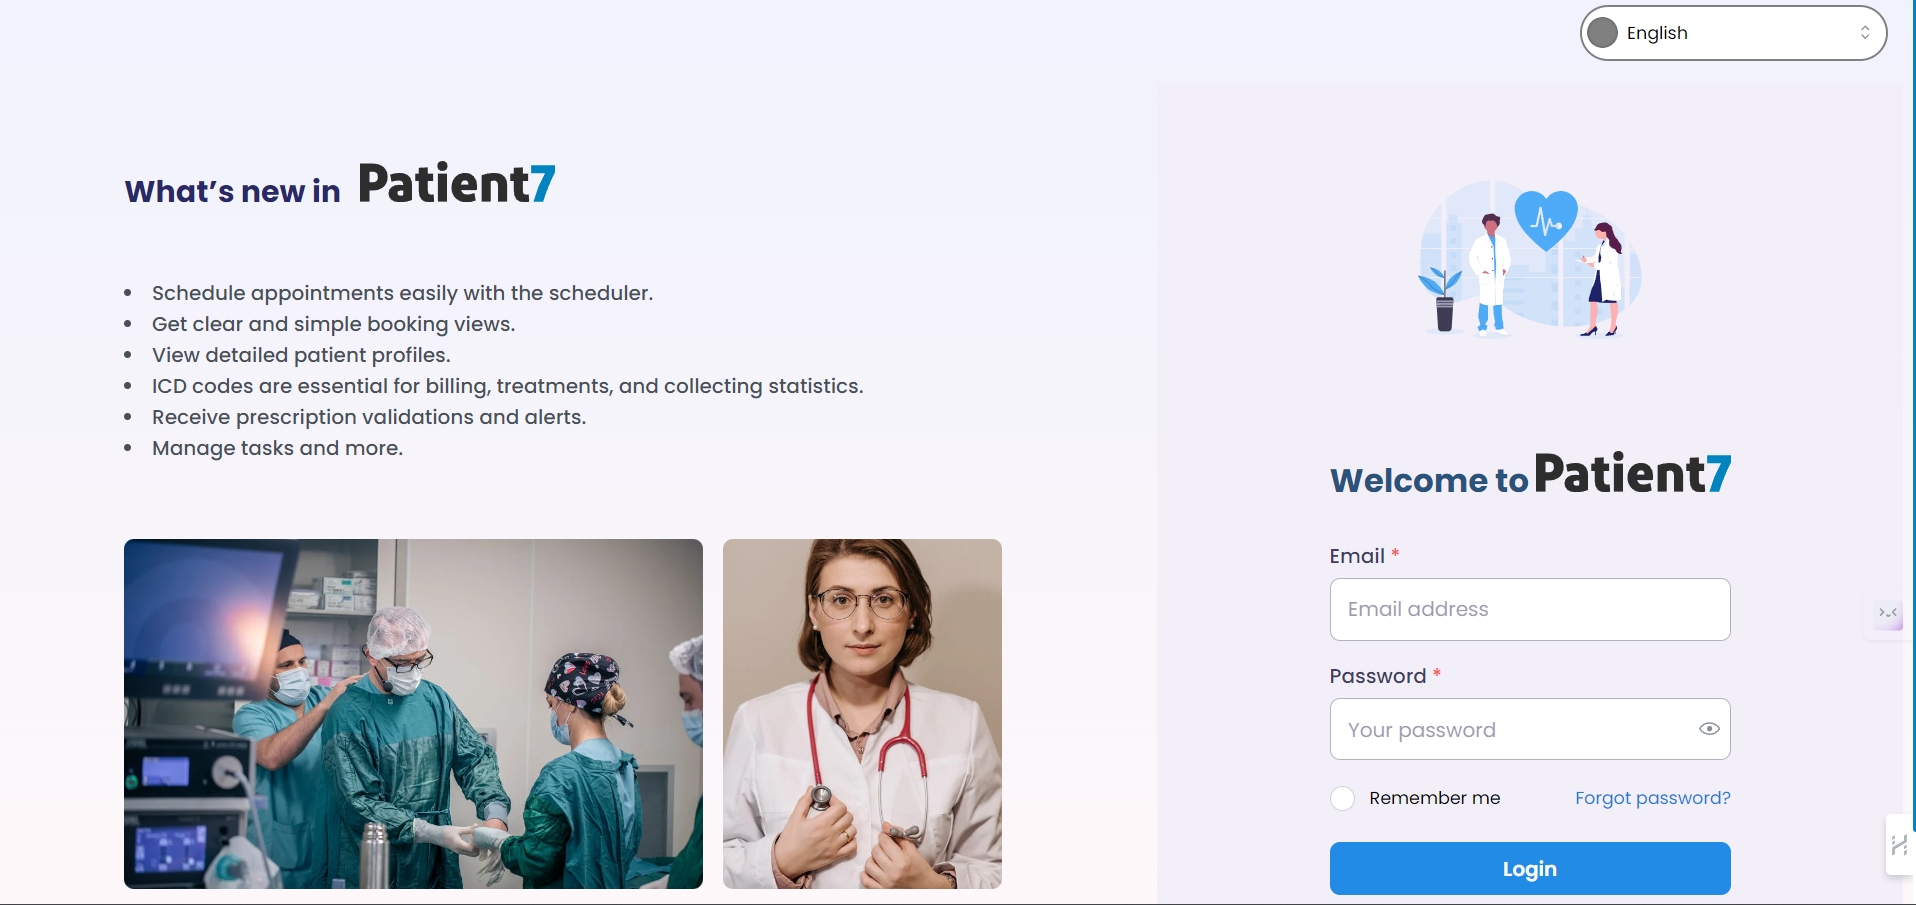 English
What’s new in Patient7
Schedule appointments easily with the scheduler.
Get clear and simple booking views.
View detailed patient profiles.
ICD codes are essential for billing, treatments, and collecting statistics.
Receive prescription validations and alerts.
Manage tasks and more.
Welcome to Patient7
Email *
Email address
Password *
Your password
Remember me
Forgot password?
Login